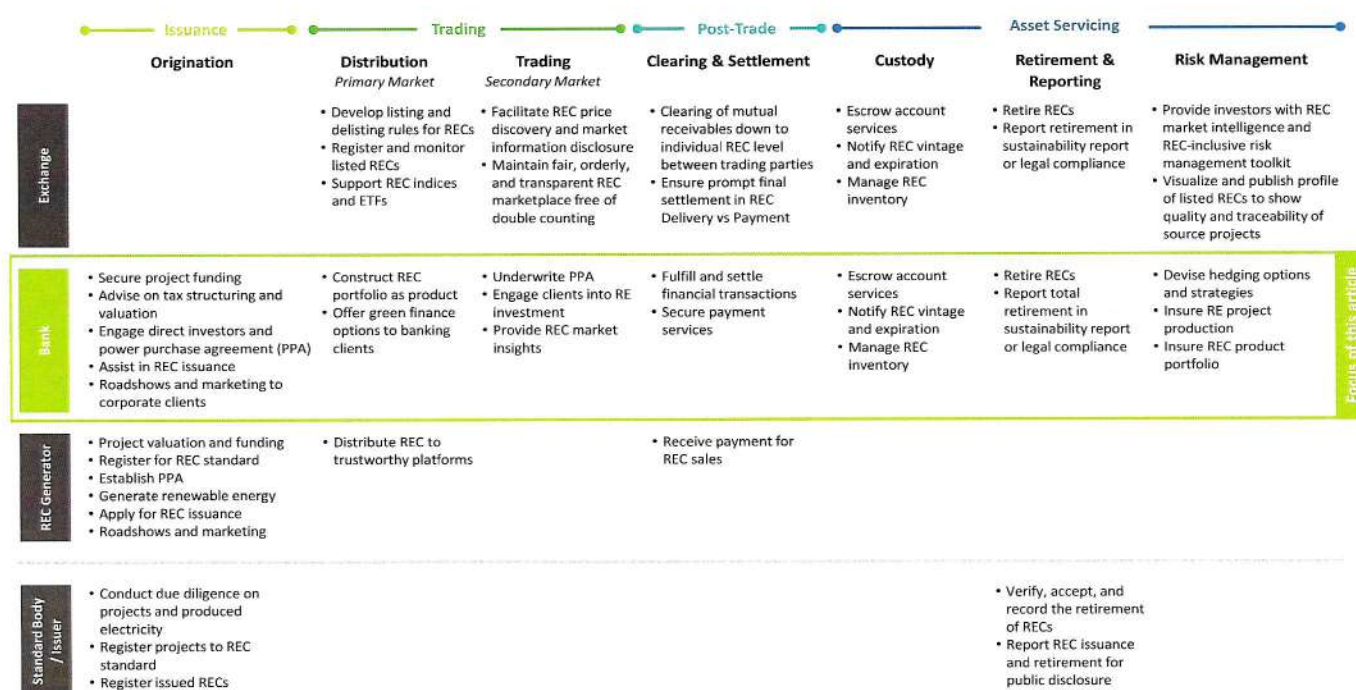 Issuance
Trading
Post-Trade
Asset Servicing
Origination
Distribution
Primary Market
Trading
Secondary Market
Clearing & Settlement
Custody
Retirement &
Reporting
Risk Management
Exchange
• Develop listing and
delisting rules for RECs
• Register and monitor
listed RECs
• Support REC indices
and ETFs
• Facilitate REC price
discovery and market
information disclosure
• Maintain fair, orderly,
and transparent REC
marketplace free of
double counting
• Clearing of mutual
receivables down to
individual REC level
between trading parties
• Ensure prompt final
settlement in REC
Delivery vs Payment
• Escrow account
services
• Notify REC vintage
and expiration
• Manage REC
inventory
• Retire RECs
• Report retirement in
sustainability report
or legal compliance
• Provide investors with REC
market intelligence and
REC-inclusive risk
management toolkit
• Visualize and publish profile
of listed RECs to show
quality and traceability of
source projects
Bank
• Secure project funding
• Advise on tax structuring and
valuation
• Engage direct investors and
power purchase agreement (PPA)
• Assist in REC issuance
• Roadshows and marketing to
corporate clients
• Construct REC
portfolio as product
• Offer green finance
options to banking
clients
• Underwrite PPA
• Engage clients into RE
investment
• Provide REC market
insights
• Fulfill and settle
financial transactions
• Secure payment
services
• Escrow account
services
• Notify REC vintage
and expiration
• Manage REC
inventory
• Retire RECs
• Report total
retirement in
sustainability report
or legal compliance
• Devise hedging options
and strategies
• Insure RE project
production
• Insure REC product
portfolio
Focus of this article
REC Generator
• Project valuation and funding
• Register for REC standard
• Establish PPA
• Generate renewable energy
• Apply for REC issuance
• Roadshows and marketing
• Distribute REC to
trustworthy platforms
• Receive payment for
REC sales
Standard Body
/ Issuer
• Conduct due diligence on
projects and produced
electricity
• Register projects to REC
standard
• Register issued RECs
• Verify, accept, and
record the retirement
of RECs
• Report REC issuance
and retirement for
public disclosure